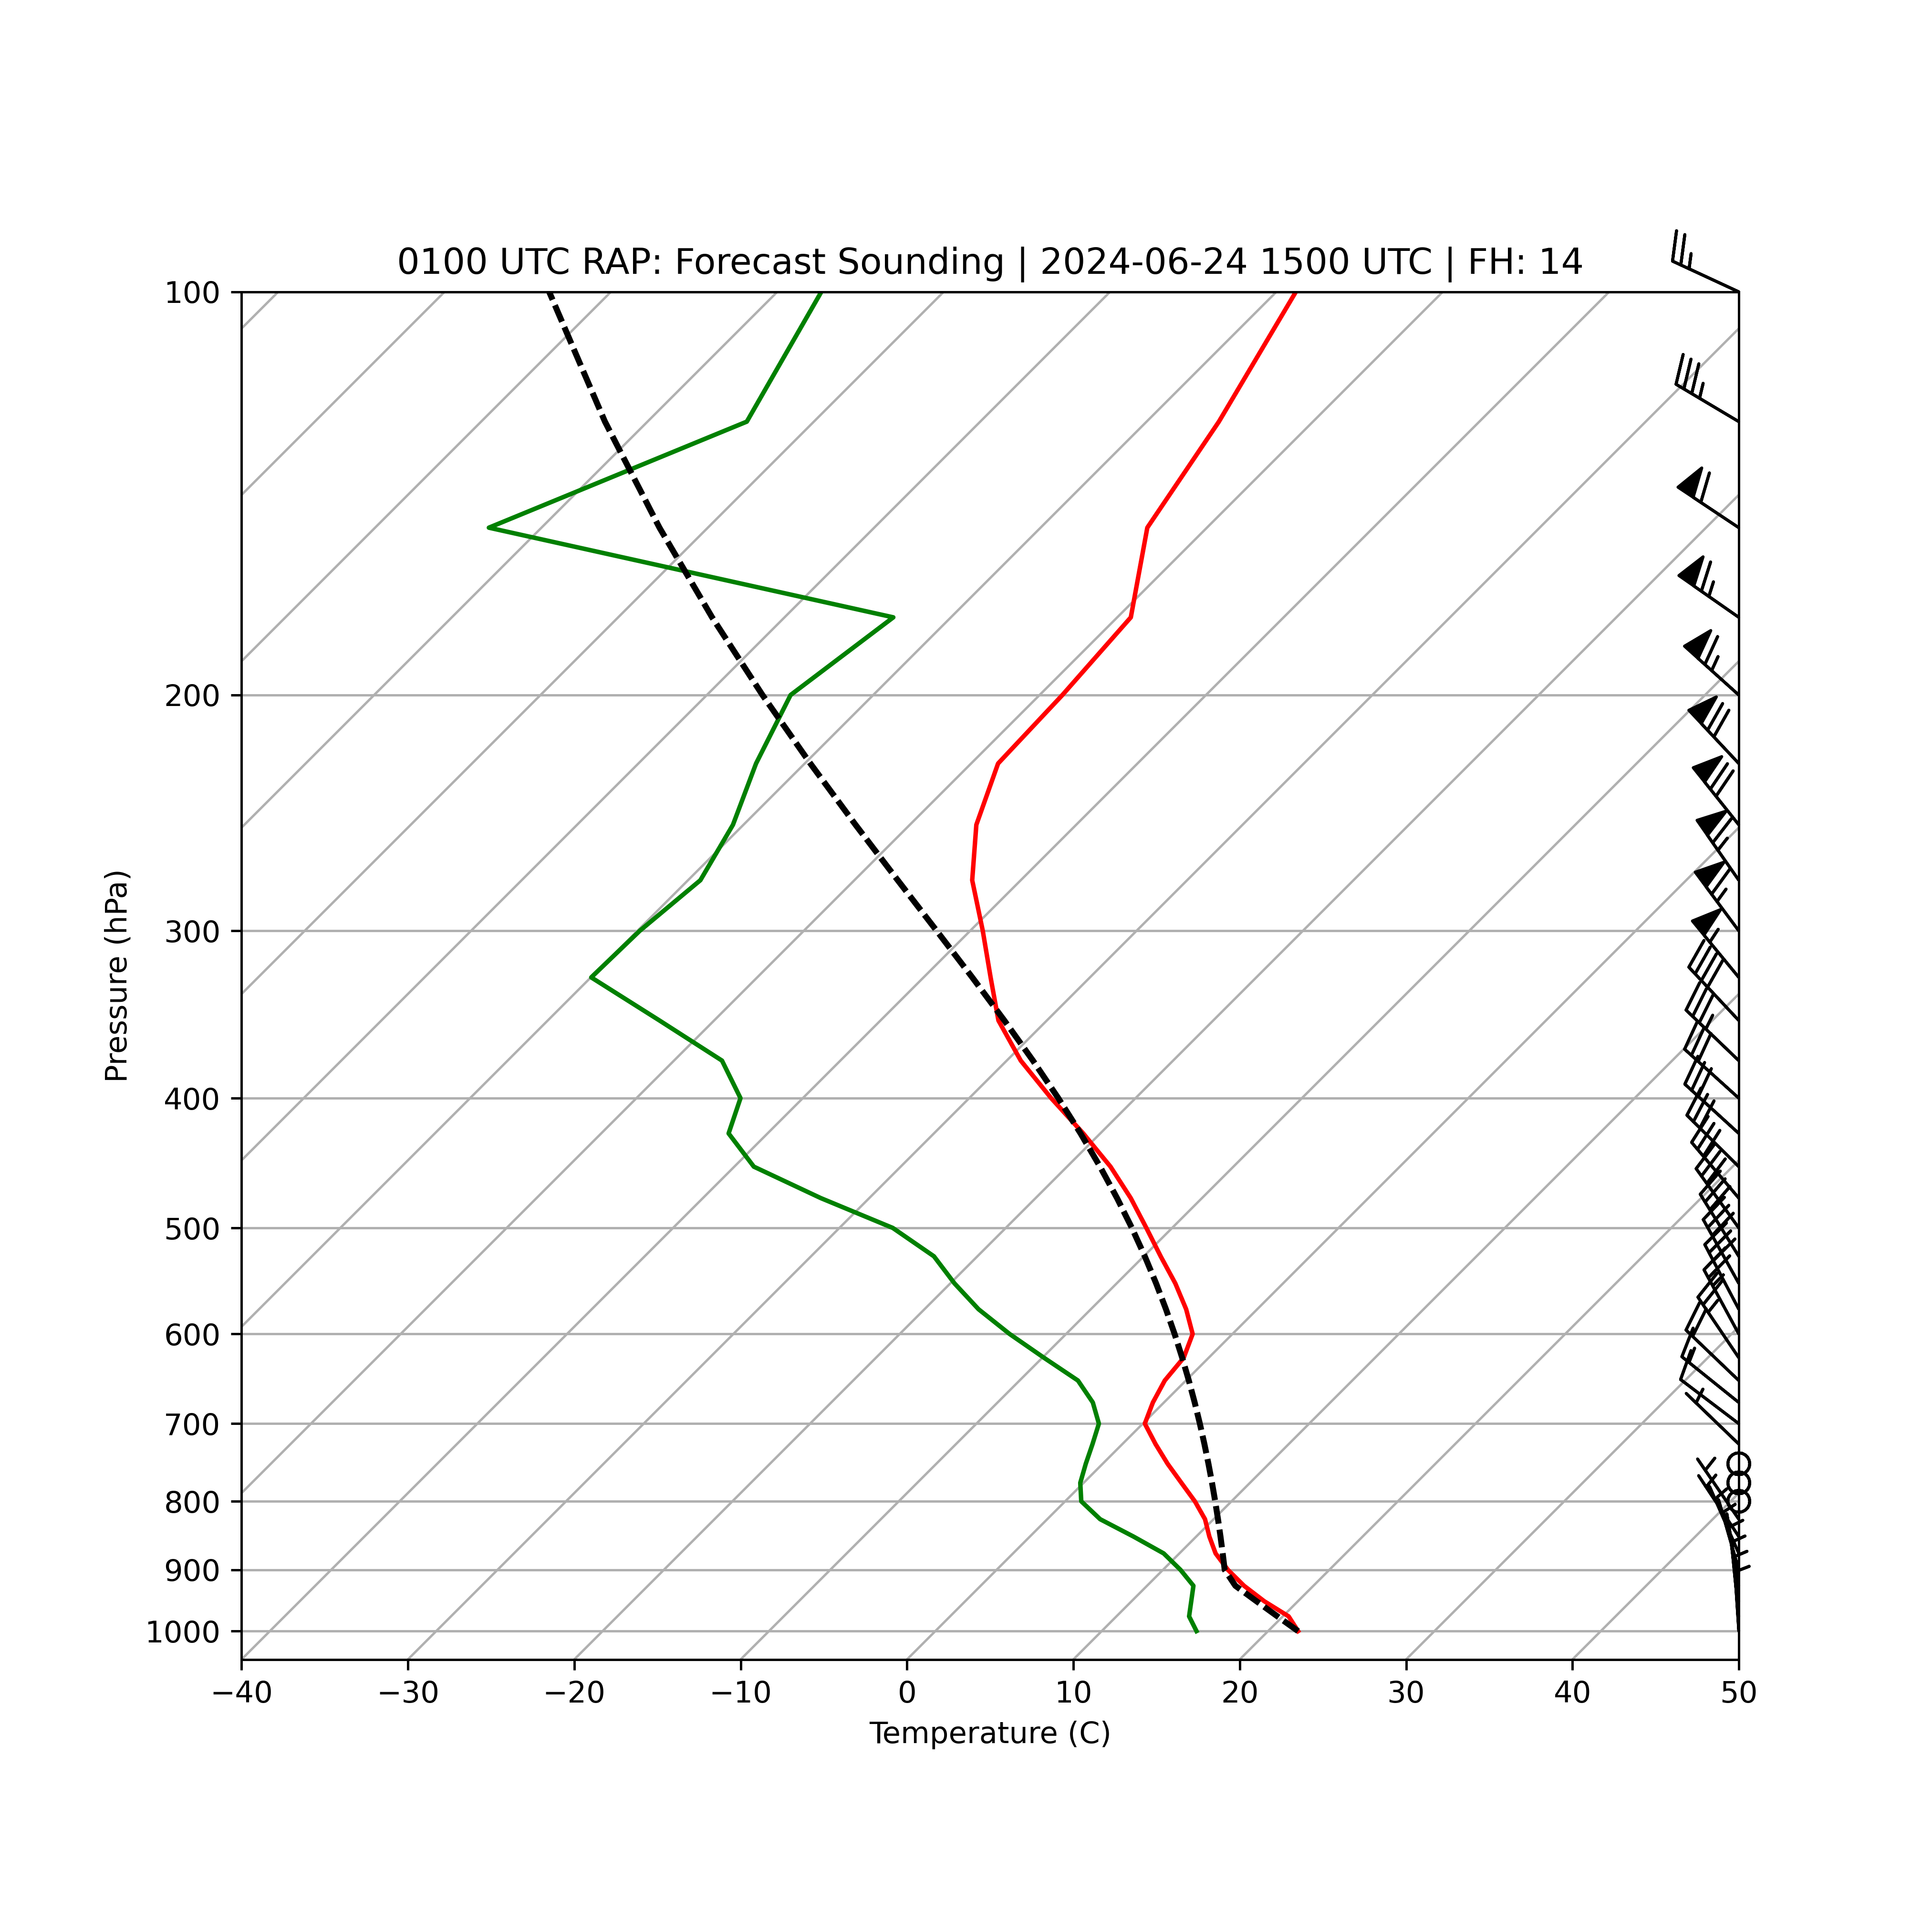 0100 UTC RAP: Forecast Sounding | 2024-06-24 1500 UTC | FH: 14
100
200
300
400
500
600
700
800
900
1000
Pressure (hPa)
−40 −30 −20 −10 0 10 20 30 40 50
Temperature (C)